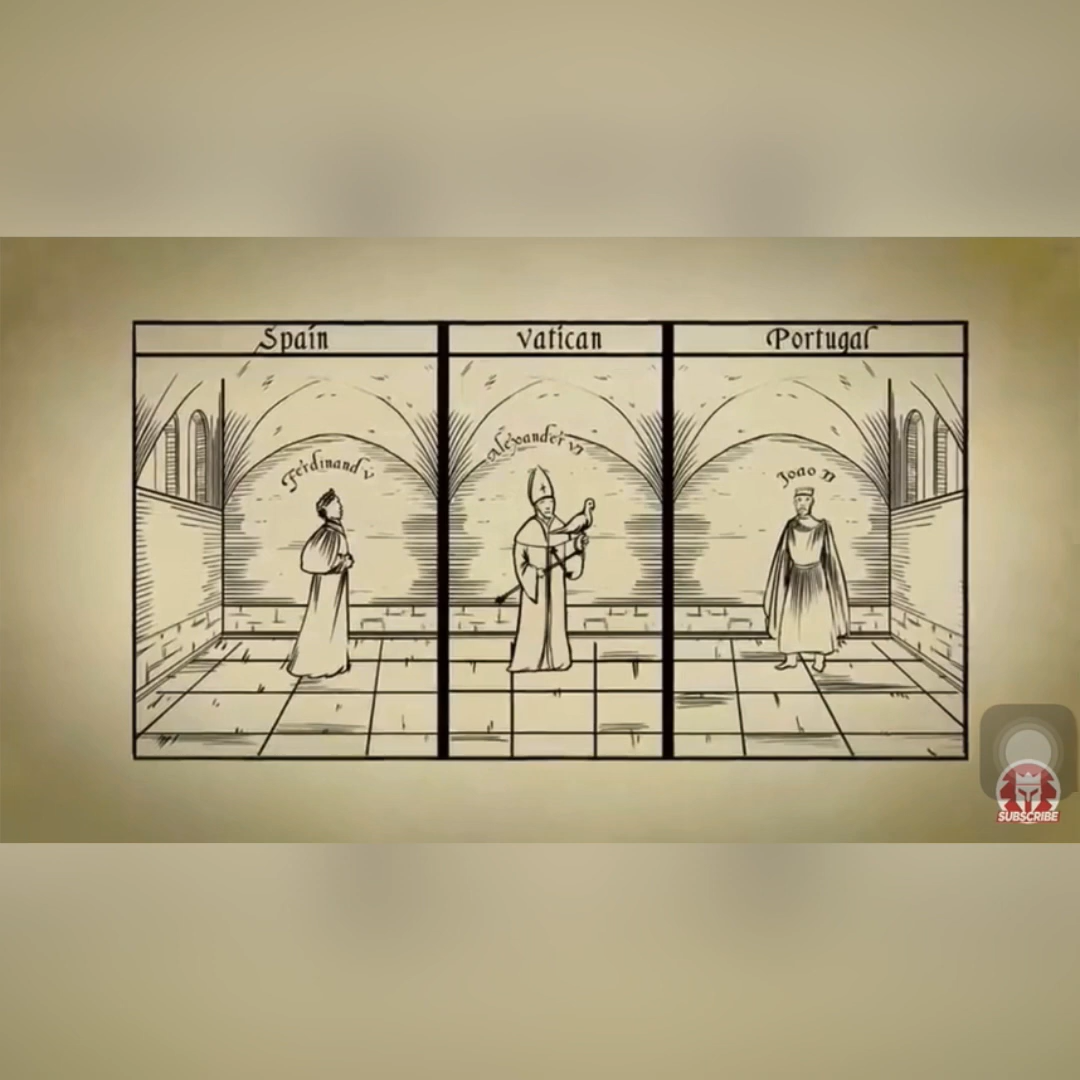 Spain
Vatican
Portugal
Ferdinand V
Alexander VI
Joao II
SUBSCRIBE